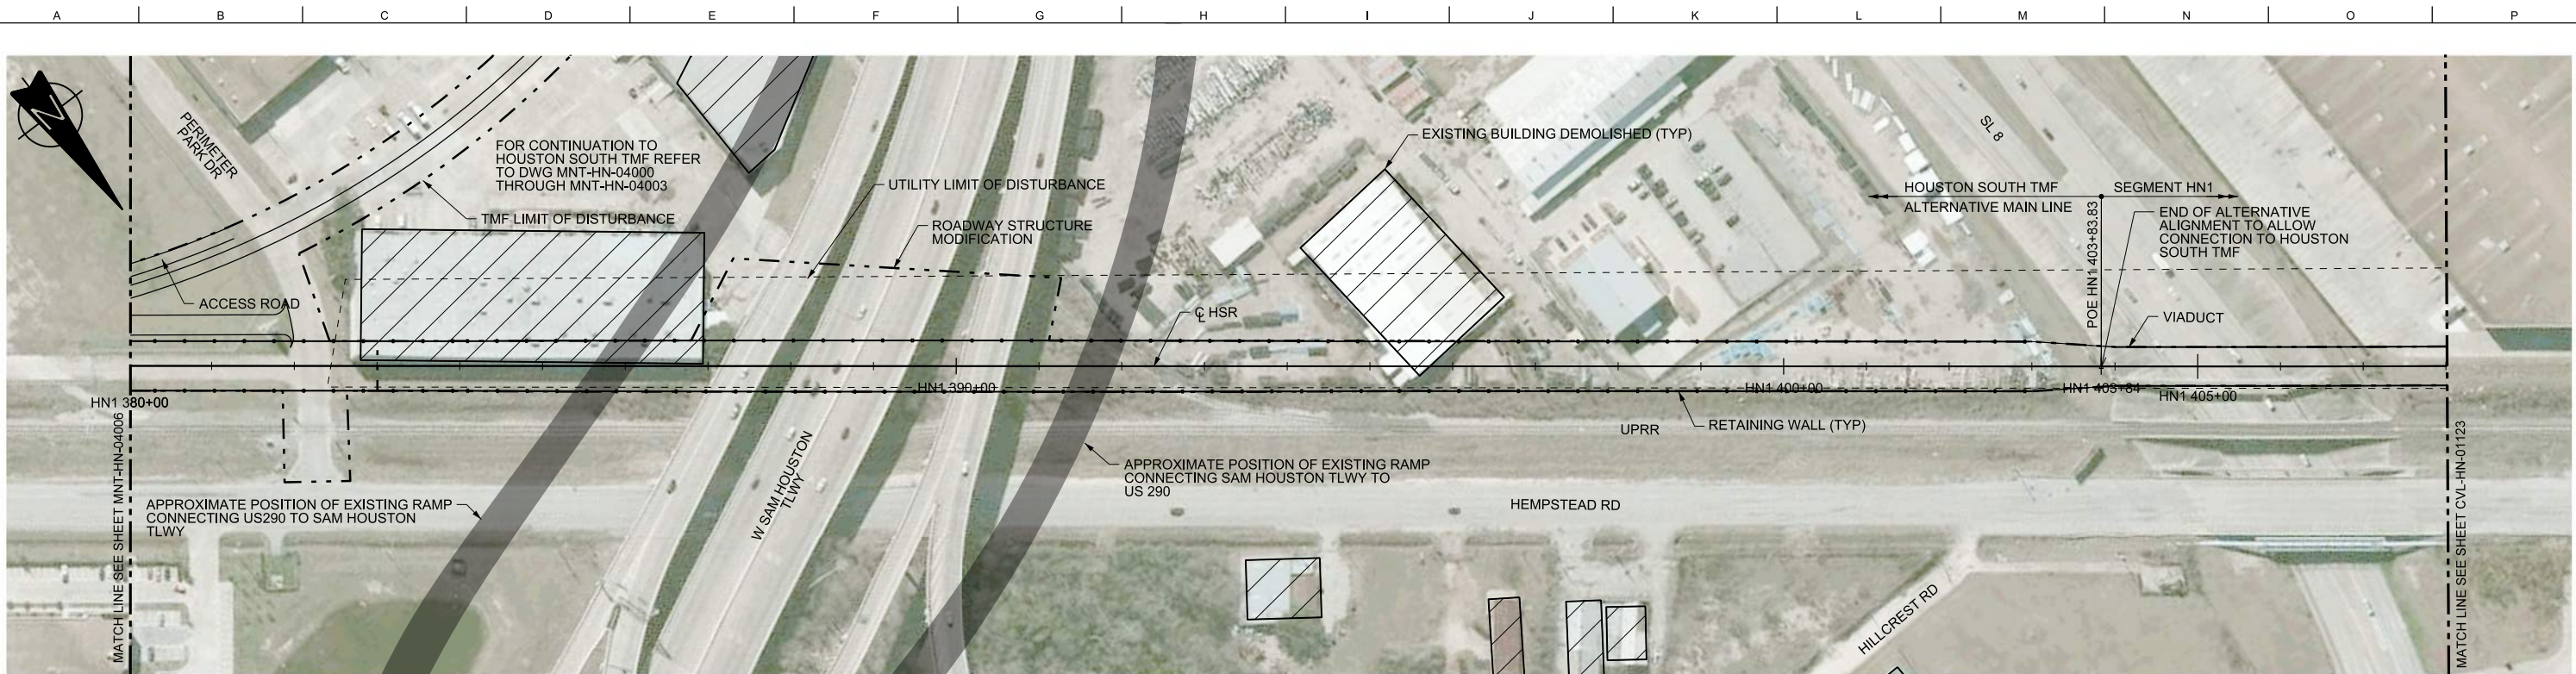 A B C D E F G H I J K L M N O P
N
PERIMETER
PARK DR
FOR CONTINUATION TO
HOUSTON SOUTH TMF REFER
TO DWG MNT-HN-04000
THROUGH MNT-HN-04003
TMF LIMIT OF DISTURBANCE
UTILITY LIMIT OF DISTURBANCE
ROADWAY STRUCTURE
MODIFICATION
EXISTING BUILDING DEMOLISHED (TYP)
SL 8
HOUSTON SOUTH TMF
ALTERNATIVE MAIN LINE
SEGMENT HN1
POE HN1 403+83.83
END OF ALTERNATIVE
ALIGNMENT TO ALLOW
CONNECTION TO HOUSTON
SOUTH TMF
ACCESS ROAD
℄ HSR
VIADUCT
HN1 380+00
HN1 390+00
HN1 400+00
HN1 403+84
HN1 405+00
UPRR
RETAINING WALL (TYP)
MATCH LINE SEE SHEET MNT-HN-04006
APPROXIMATE POSITION OF EXISTING RAMP
CONNECTING US290 TO SAM HOUSTON
TLWY
W SAM HOUSTON
TLWY
APPROXIMATE POSITION OF EXISTING RAMP
CONNECTING SAM HOUSTON TLWY TO
US 290
HEMPSTEAD RD
HILLCREST RD
MATCH LINE SEE SHEET CVL-HN-01123